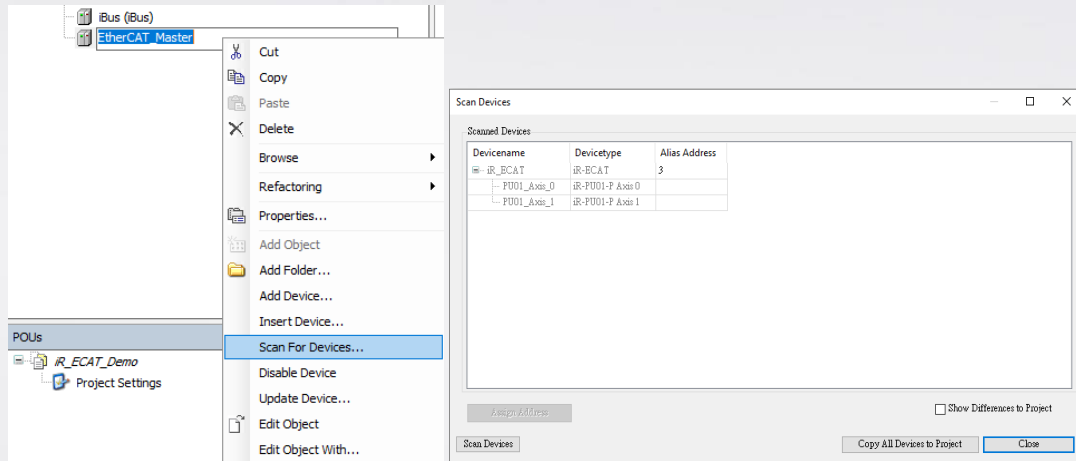 iBus (iBus)
EtherCAT_Master
Cut
Copy
Paste
Delete
Browse
Refactoring
Properties...
Add Object
Add Folder...
Add Device...
Insert Device...
Scan For Devices...
Disable Device
Update Device...
Edit Object
Edit Object With...
POUs
iR_ECAT_Demo
Project Settings
Scan Devices
Scanned Devices
Devicename Devicetype Alias Address
iR_ECAT iR-ECAT 3
PU01_Axis_0 iR-PU01-P Axis 0
PU01_Axis_1 iR-PU01-P Axis 1
Assign Address
Show Differences to Project
Scan Devices
Copy All Devices to Project
Close